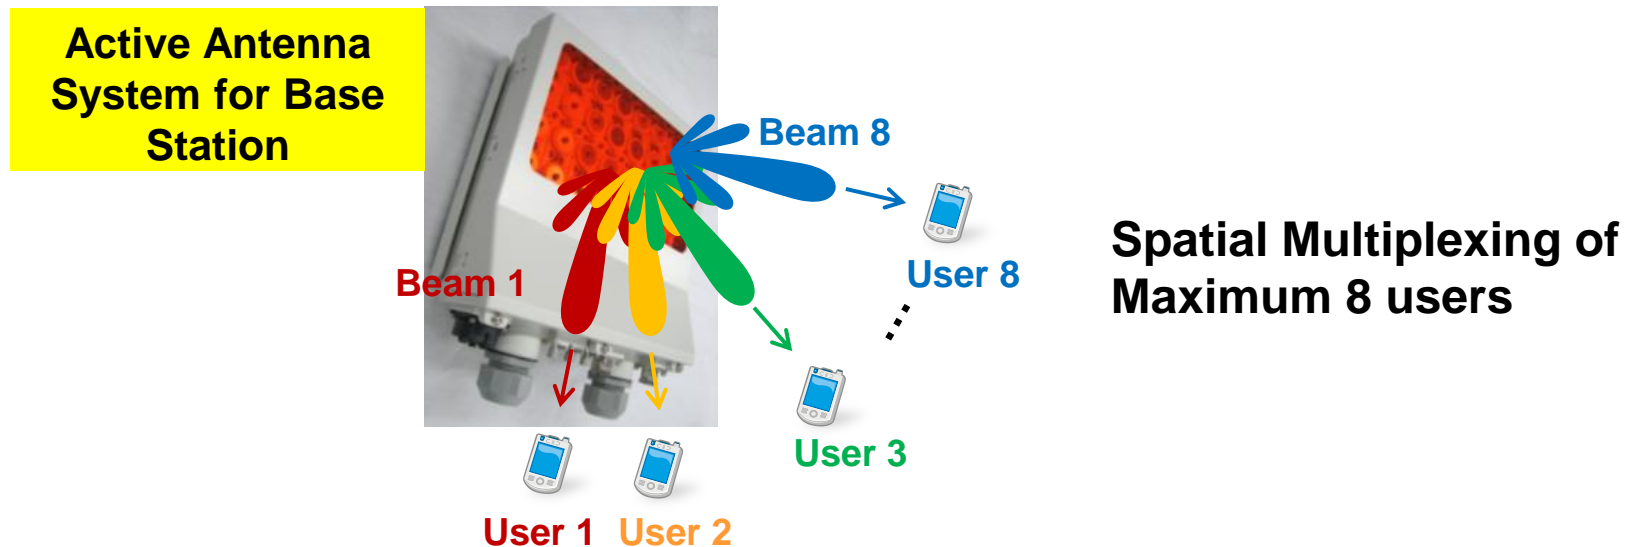 Active Antenna
System for Base
Station
Beam 8
Beam 1
User 8
User 3
User 1
User 2
Spatial Multiplexing of
Maximum 8 users